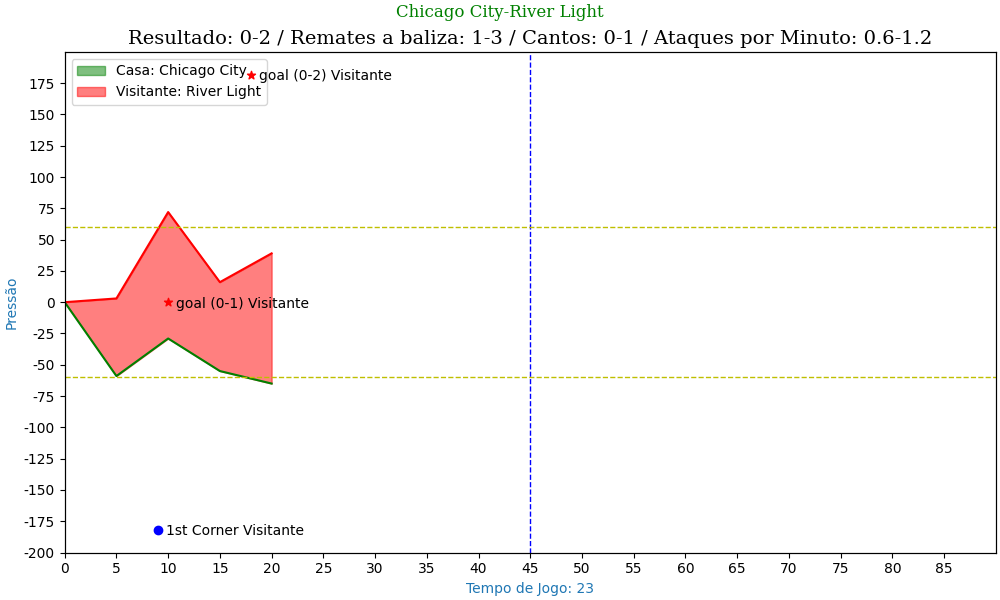 Chicago City-River Light
Resultado: 0-2 / Remates a baliza: 1-3 / Cantos: 0-1 / Ataques por Minuto: 0.6-1.2
Casa: Chicago City
Visitante: River Light
goal (0-2) Visitante
goal (0-1) Visitante
1st Corner Visitante
Pressão
175
150
125
100
75
50
25
0
-25
-50
-75
-100
-125
-150
-175
-200
0 5 10 15 20 25 30 35 40 45 50 55 60 65 70 75 80 85
Tempo de Jogo: 23